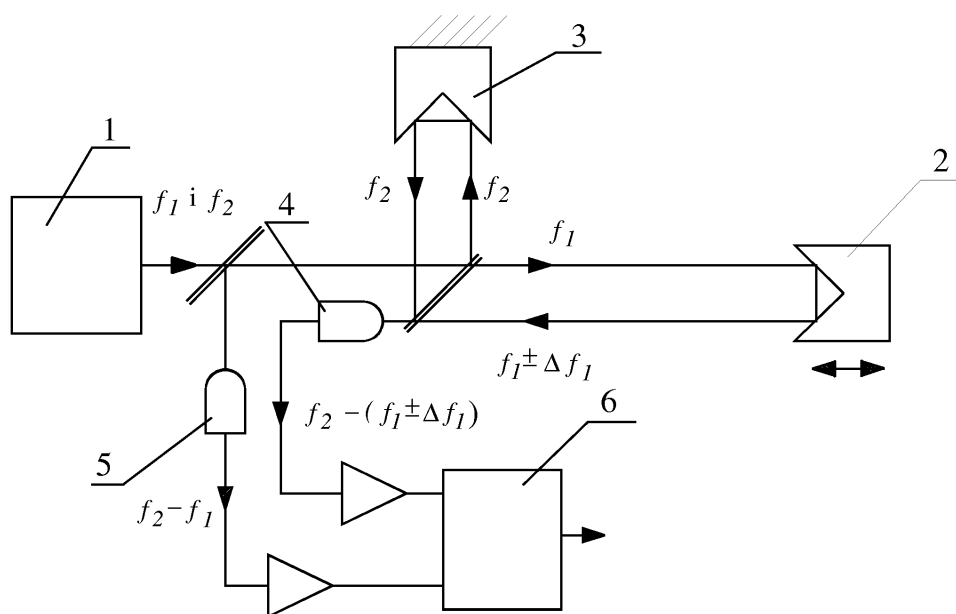 3
1
2
f₁ i f₂
4
f₂
f₂
f₁
f₁ ± Δf₁
f₂ – (f₁ ± Δf₁)
6
5
f₂ – f₁